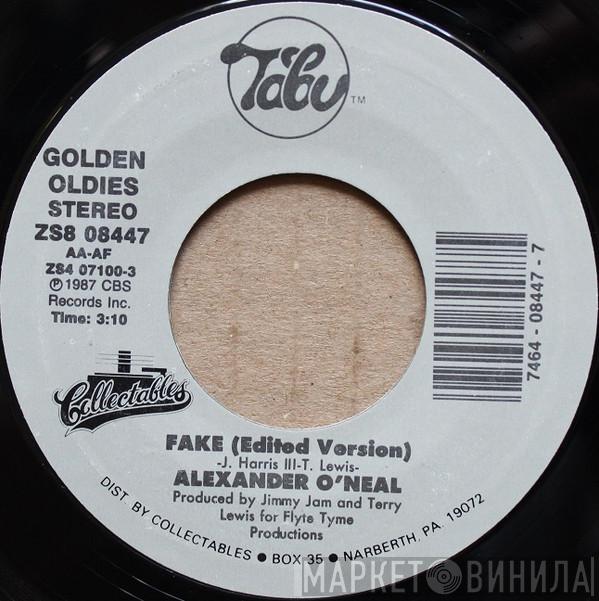 Tabu
TM
GOLDEN
OLDIES
STEREO
ZS8 08447
AA-AF
ZS4 07100-3
℗ 1987 CBS
Records Inc.
Time: 3:10
7464 - 08447 - 7
Collectables
FAKE (Edited Version)
-J. Harris III-T. Lewis-
ALEXANDER O'NEAL
Produced by Jimmy Jam and Terry
Lewis for Flyte Tyme
Productions
DIST. BY COLLECTABLES • BOX 35 • NARBERTH, PA. 19072
МАРКЕТ ВИНИЛА